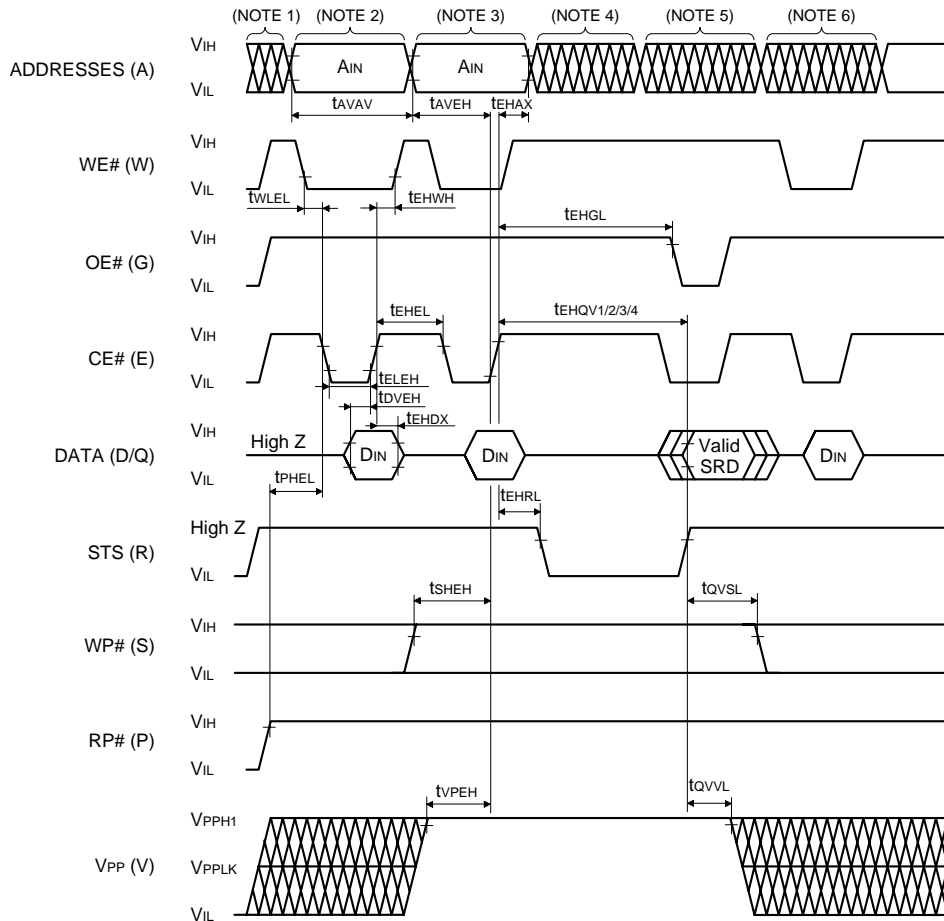 (NOTE 1) (NOTE 2) (NOTE 3) (NOTE 4) (NOTE 5) (NOTE 6)
ADDRESSES (A)
VIH
VIL
AIN AIN
tAVAV tAVEH tEHAX
WE# (W)
VIH
VIL
tWLEL tEHWH
OE# (G)
VIH
VIL
tEHGL
CE# (E)
VIH
VIL
tEHEL tEHQV1/2/3/4
tELEH
tDVEH
tEHDX
DATA (D/Q)
VIH
VIL
High Z DIN DIN Valid SRD DIN
tPHEL tEHRL
STS (R)
High Z
VIL
tSHEH tQVSL
WP# (S)
VIH
VIL
RP# (P)
VIH
VIL
tVPEH tQVVL
VPP (V)
VPPH1
VPPLK
VIL